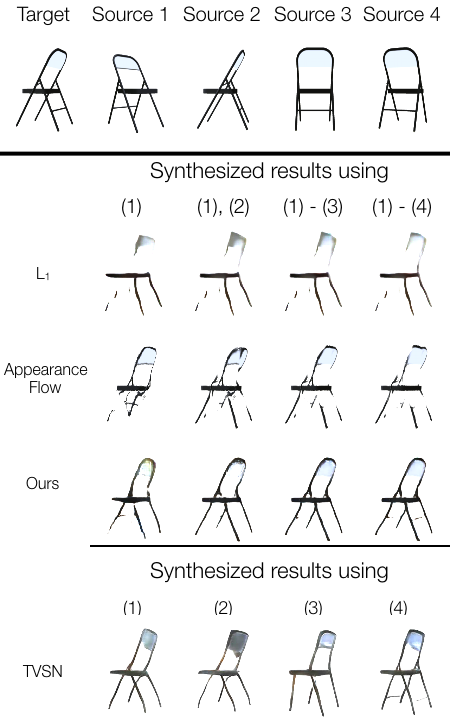 Target Source 1 Source 2 Source 3 Source 4
Synthesized results using
(1) (1), (2) (1) - (3) (1) - (4)
L₁
Appearance
Flow
Ours
Synthesized results using
(1) (2) (3) (4)
TVSN